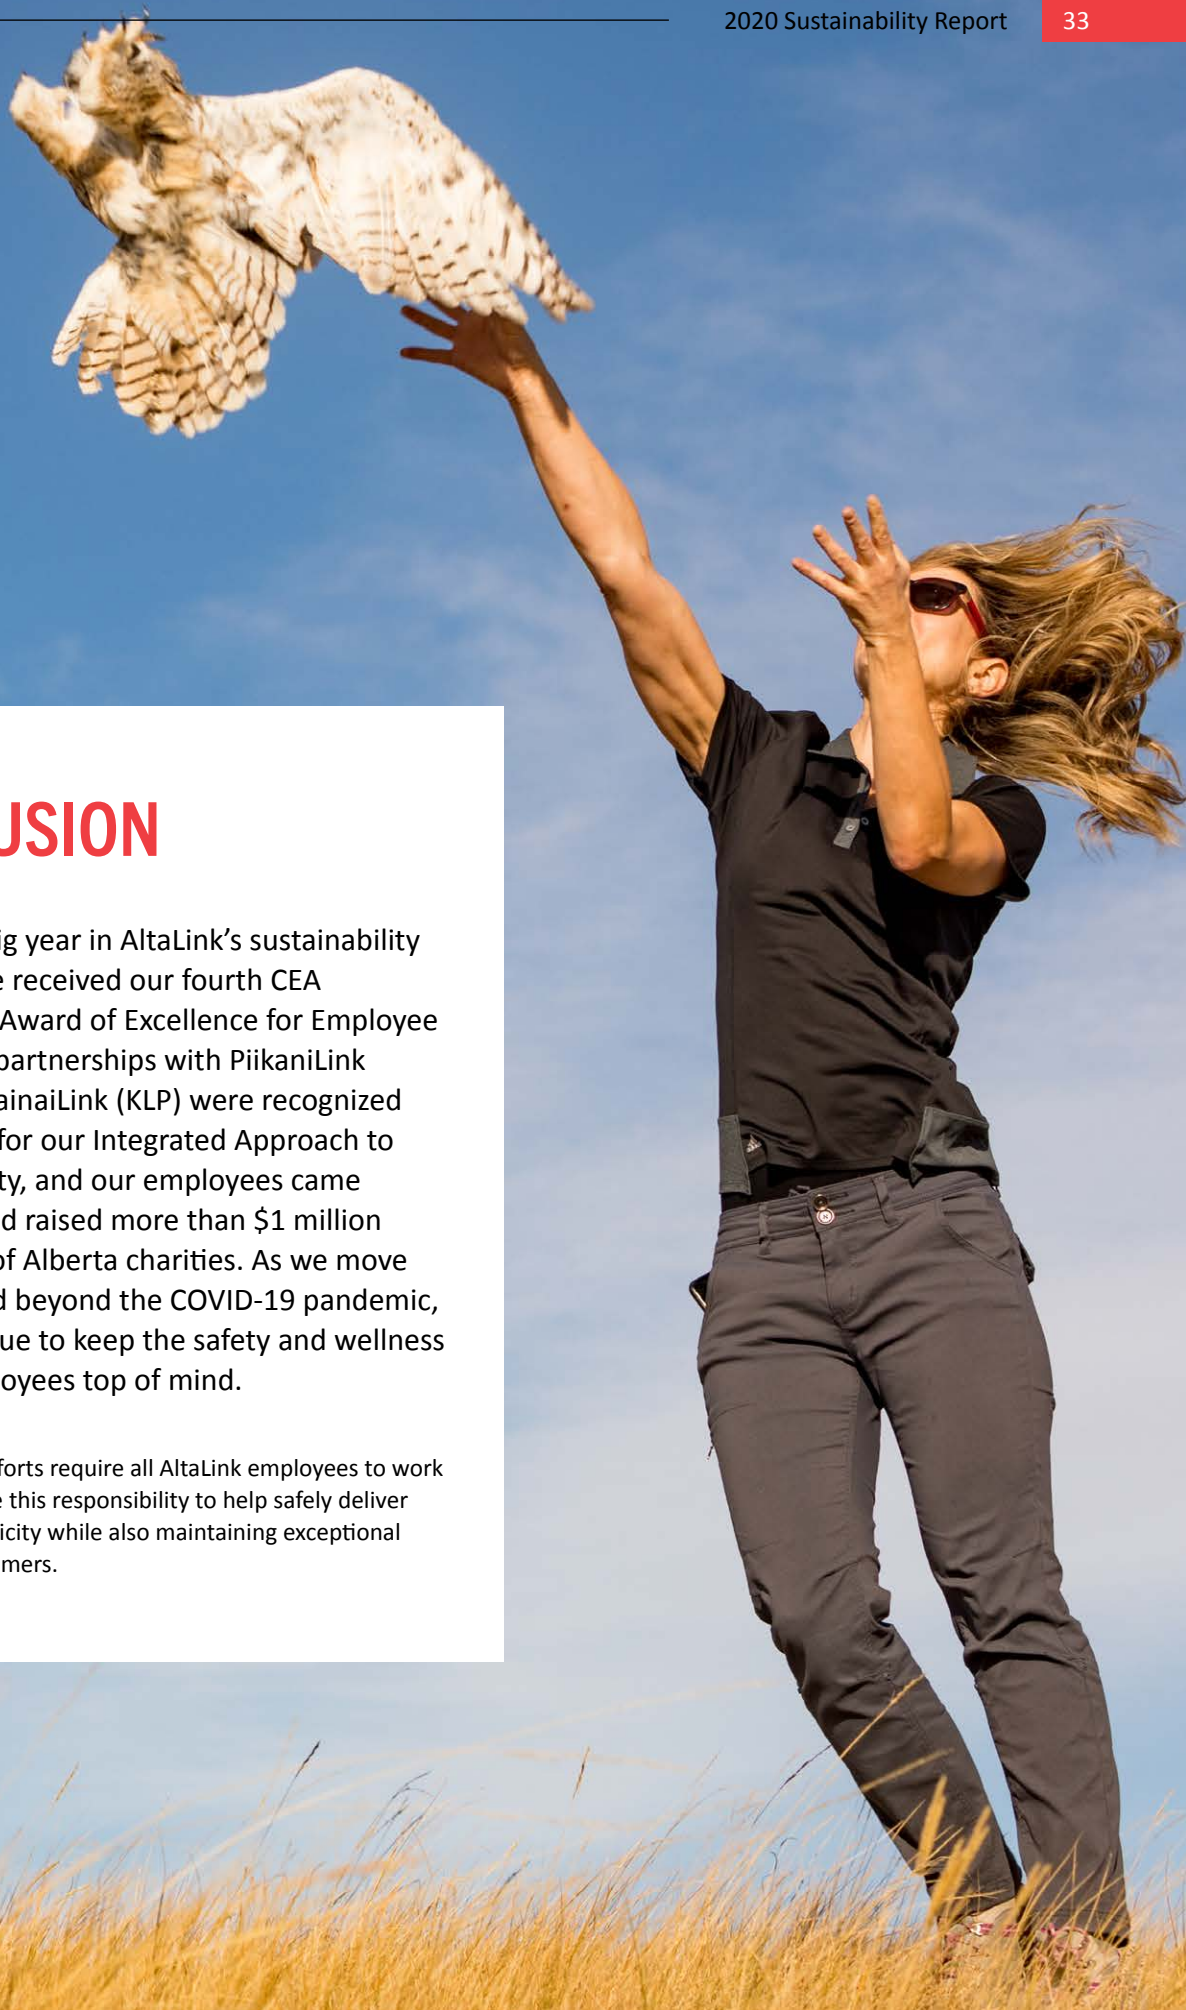 2020 Sustainability Report 33
USION
ig year in AltaLink's sustainability
e received our fourth CEA
Award of Excellence for Employee
partnerships with PiikaniLink
ainaiLink (KLP) were recognized
for our Integrated Approach to
ty, and our employees came
d raised more than $1 million
of Alberta charities. As we move
d beyond the COVID-19 pandemic,
ue to keep the safety and wellness
oyees top of mind.
forts require all AltaLink employees to work
e this responsibility to help safely deliver
icity while also maintaining exceptional
mers.